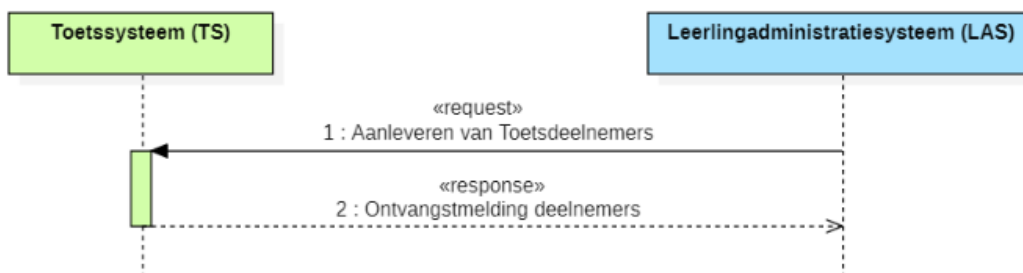 Toetssysteem (TS)
Leerlingadministratiesysteem (LAS)
«request»
1 : Aanleveren van Toetsdeelnemers
«response»
2 : Ontvangstmelding deelnemers